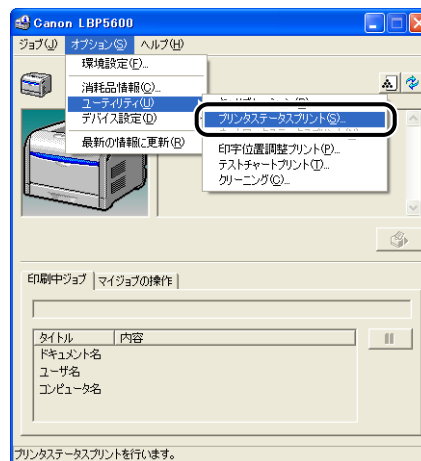 Canon LBP5600
ジョブ(J) オプション(S) ヘルプ(H)
環境設定(F)...
消耗品情報(C)...
ユーティリティ(U)
デバイス設定(D)
最新の情報に更新(R)
プリンタステータスプリント(S)...
印字位置調整プリント(P)...
テストチャートプリント(T)...
クリーニング(G)...
印刷中ジョブ マイジョブの操作
タイトル 内容
ドキュメント名
ユーザ名
コンピュータ名
プリンタステータスプリントを行います。